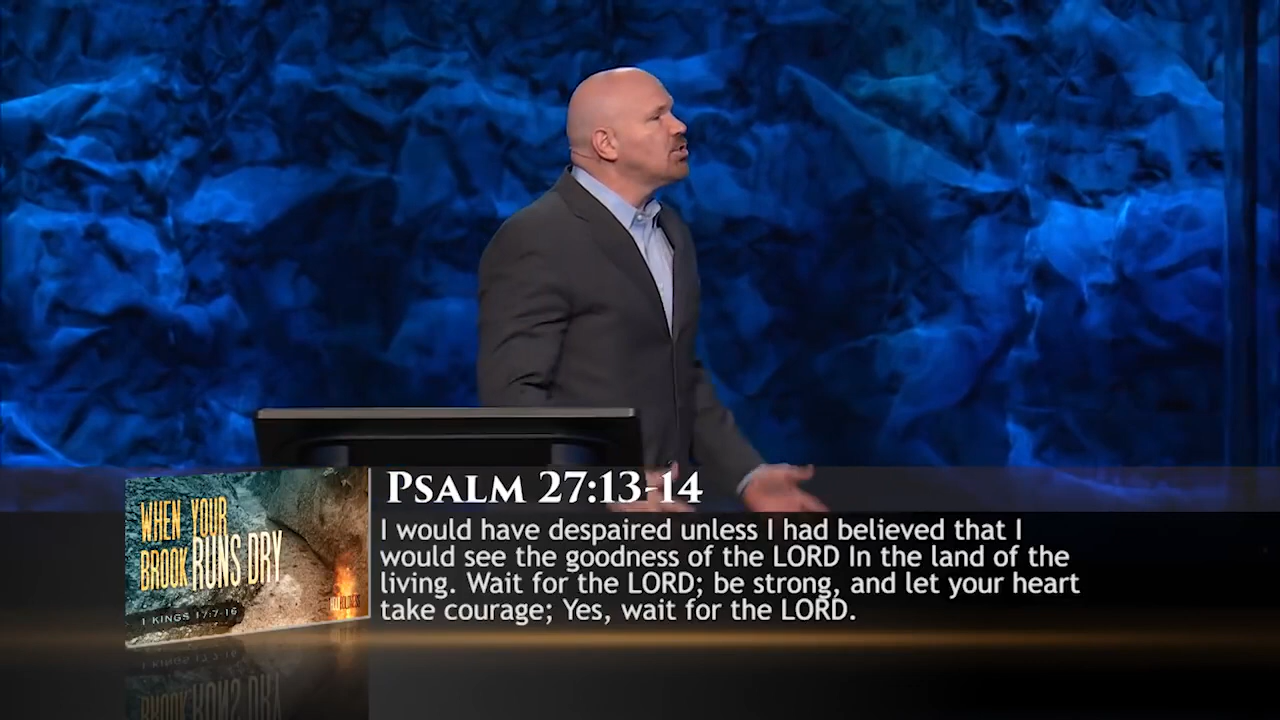 PSALM 27:13-14
I would have despaired unless I had believed that I
would see the goodness of the LORD In the land of the
living. Wait for the LORD; be strong, and let your heart
take courage; Yes, wait for the LORD.
WHEN YOUR
BROOK RUNS DRY
1 KINGS 17:7-16